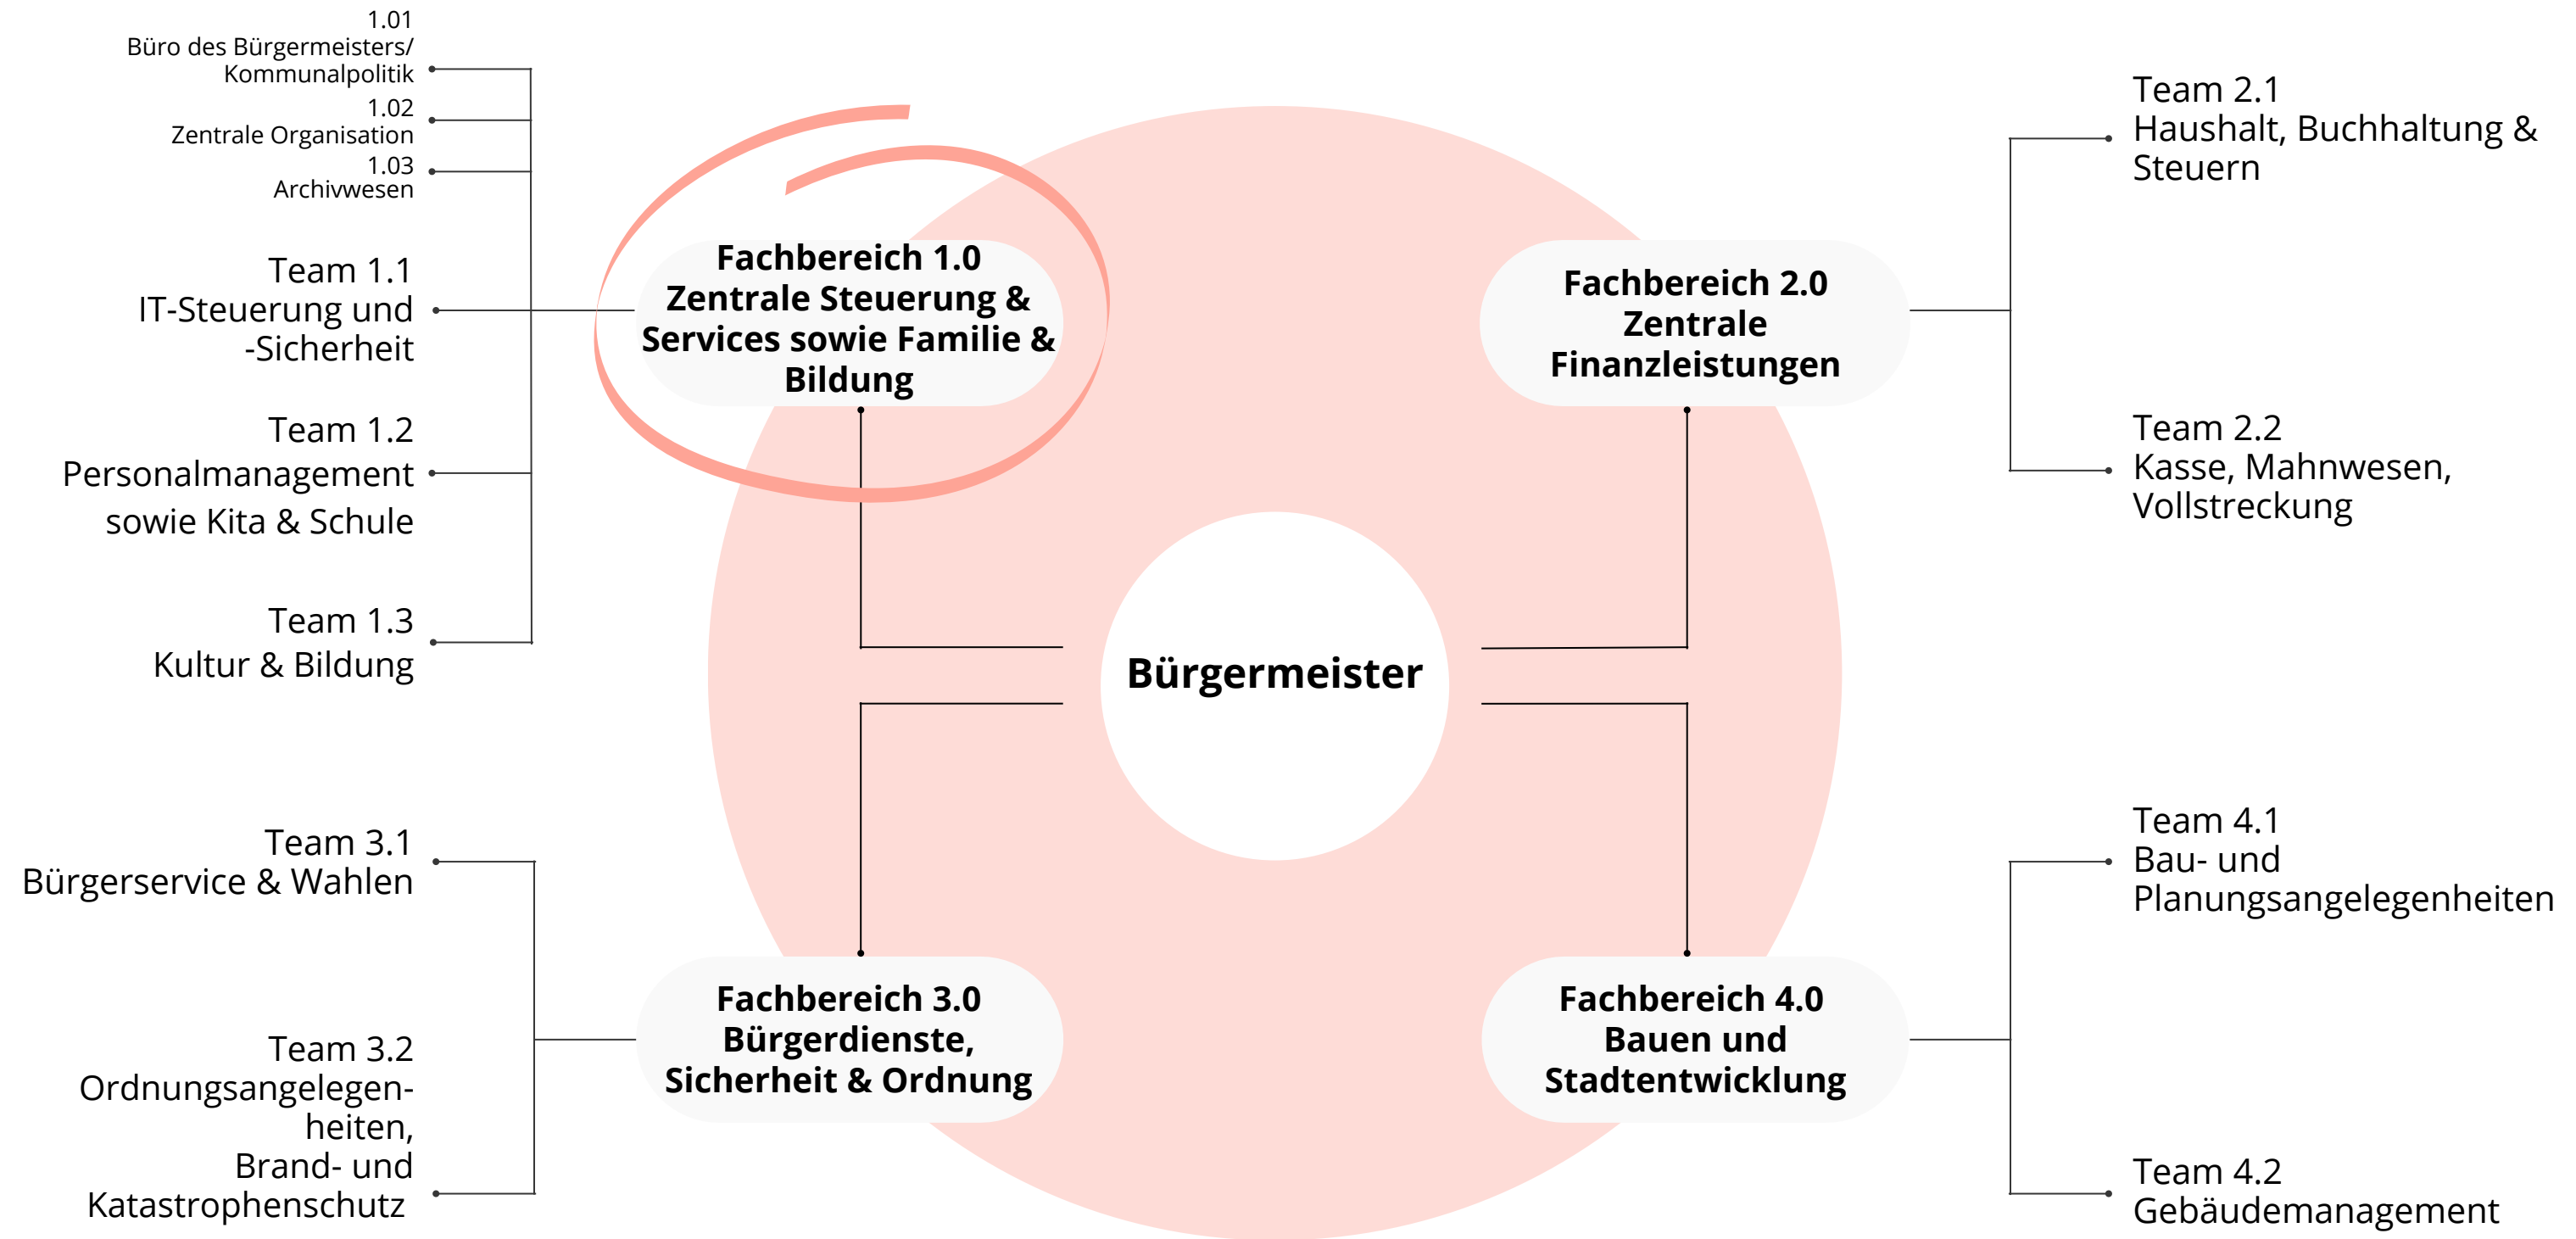 1.01
Büro des Bürgermeisters/
Kommunalpolitik
1.02
Zentrale Organisation
1.03
Archivwesen
Team 1.1
IT-Steuerung und
-Sicherheit
Team 1.2
Personalmanagement
sowie Kita & Schule
Team 1.3
Kultur & Bildung
Fachbereich 1.0
Zentrale Steuerung &
Services sowie Familie &
Bildung
Fachbereich 2.0
Zentrale
Finanzleistungen
Team 2.1
Haushalt, Buchhaltung &
Steuern
Team 2.2
Kasse, Mahnwesen,
Vollstreckung
Bürgermeister
Team 3.1
Bürgerservice & Wahlen
Team 3.2
Ordnungsangelegen-
heiten,
Brand- und
Katastrophenschutz
Fachbereich 3.0
Bürgerdienste,
Sicherheit & Ordnung
Fachbereich 4.0
Bauen und
Stadtentwicklung
Team 4.1
Bau- und
Planungsangelegenheiten
Team 4.2
Gebäudemanagement